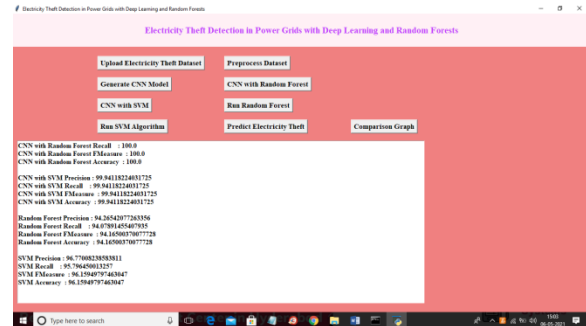 Electricity Theft Detection in Power Grids with Deep Learning and Random Forests
Electricity Theft Detection in Power Grids with Deep Learning and Random Forests
Upload Electricity Theft Dataset
Preprocess Dataset
Generate CNN Model
CNN with Random Forest
CNN with SVM
Run Random Forest
Run SVM Algorithm
Predict Electricity Theft
Comparison Graph
CNN with Random Forest Recall : 100.0
CNN with Random Forest FMeasure : 100.0
CNN with Random Forest Accuracy : 100.0
CNN with SVM Precision : 99.94118224031725
CNN with SVM Recall : 99.94118224031725
CNN with SVM FMeasure : 99.94118224031725
CNN with SVM Accuracy : 99.94118224031725
Random Forest Precision : 94.26542077263356
Random Forest Recall : 94.07891455407935
Random Forest FMeasure : 94.16500370077728
Random Forest Accuracy : 94.16500370077728
SVM Precision : 96.77008238583811
SVM Recall : 95.796450013257
SVM FMeasure : 96.15949797463047
SVM Accuracy : 96.15949797463047
Type here to search
15:03
06-05-2021